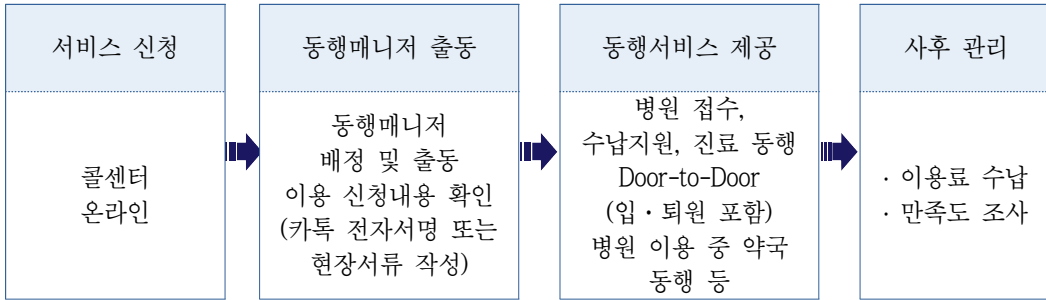 서비스 신청
콜센터
온라인
동행매니저 출동
동행매니저
배정 및 출동
이용 신청내용 확인
(카톡 전자서명 또는
현장서류 작성)
동행서비스 제공
병원 접수,
수납지원, 진료 동행
Door-to-Door
(입・퇴원 포함)
병원 이용 중 약국
동행 등
사후 관리
· 이용료 수납
· 만족도 조사